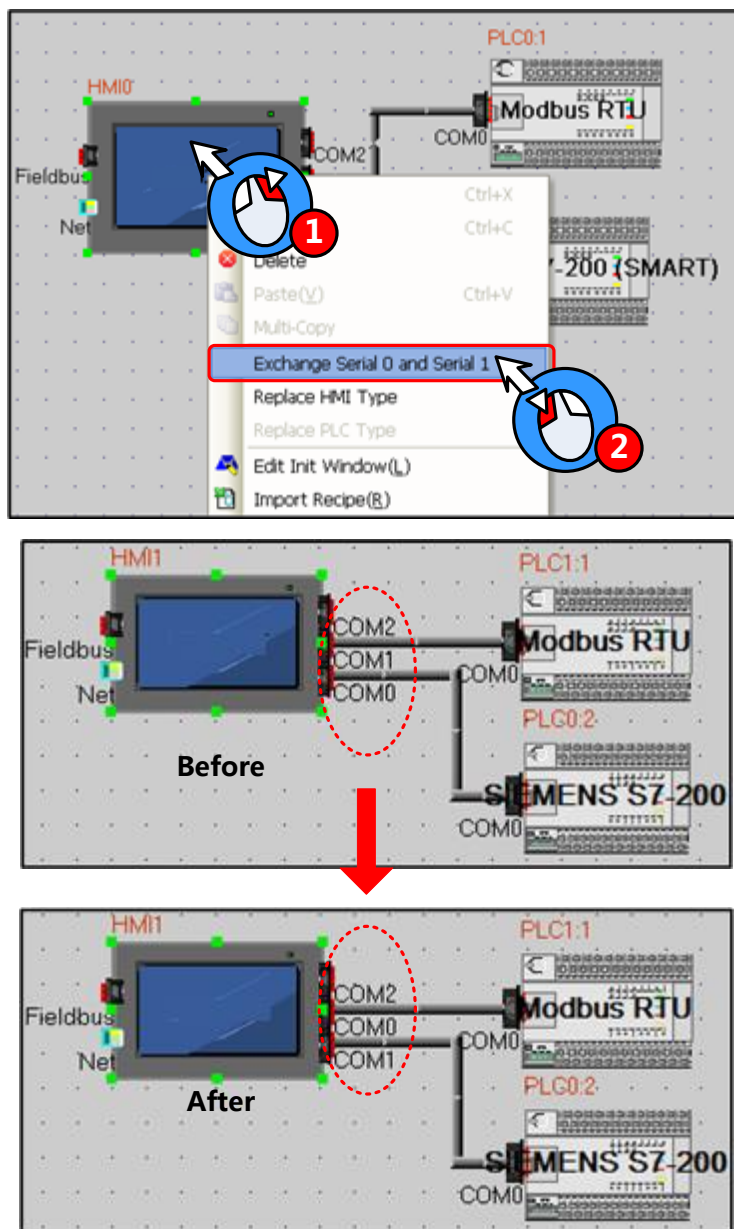 PLC0:1
HMI0
Modbus RTU
COM0
COM2
Fieldbus
Net
Ctrl+X
1
Ctrl+C
Delete
-200 (SMART)
Paste(V)
Ctrl+V
Multi-Copy
Exchange Serial 0 and Serial 1
Replace HMI Type
Replace PLC Type
2
Edit Init Window(L)
Import Recipe(R)
HMI1
PLC1:1
COM2
Modbus RTU
Fieldbus
COM1
COM0
Net
COM0
PLC0:2
Before
SIEMENS S7-200
COM0
HMI1
PLC1:1
COM2
Modbus RTU
Fieldbus
COM0
COM0
Net
COM1
PLC0:2
After
SIEMENS S7-200
COM0